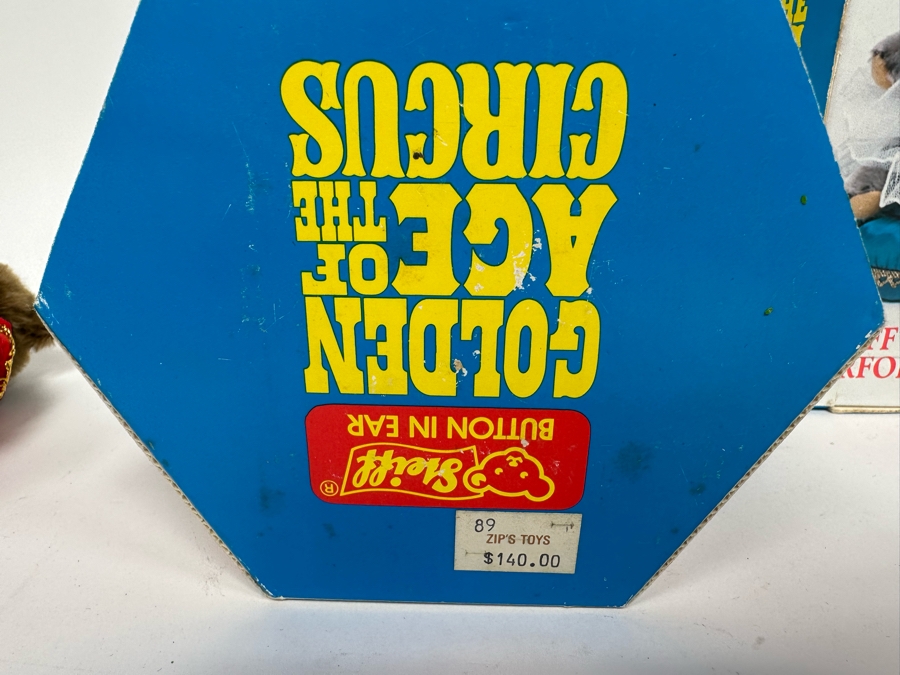 Steiff®
BUTTON IN EAR
GOLDEN
AGE OF
THE
CIRCUS
89
ZIP'S TOYS
$140.00